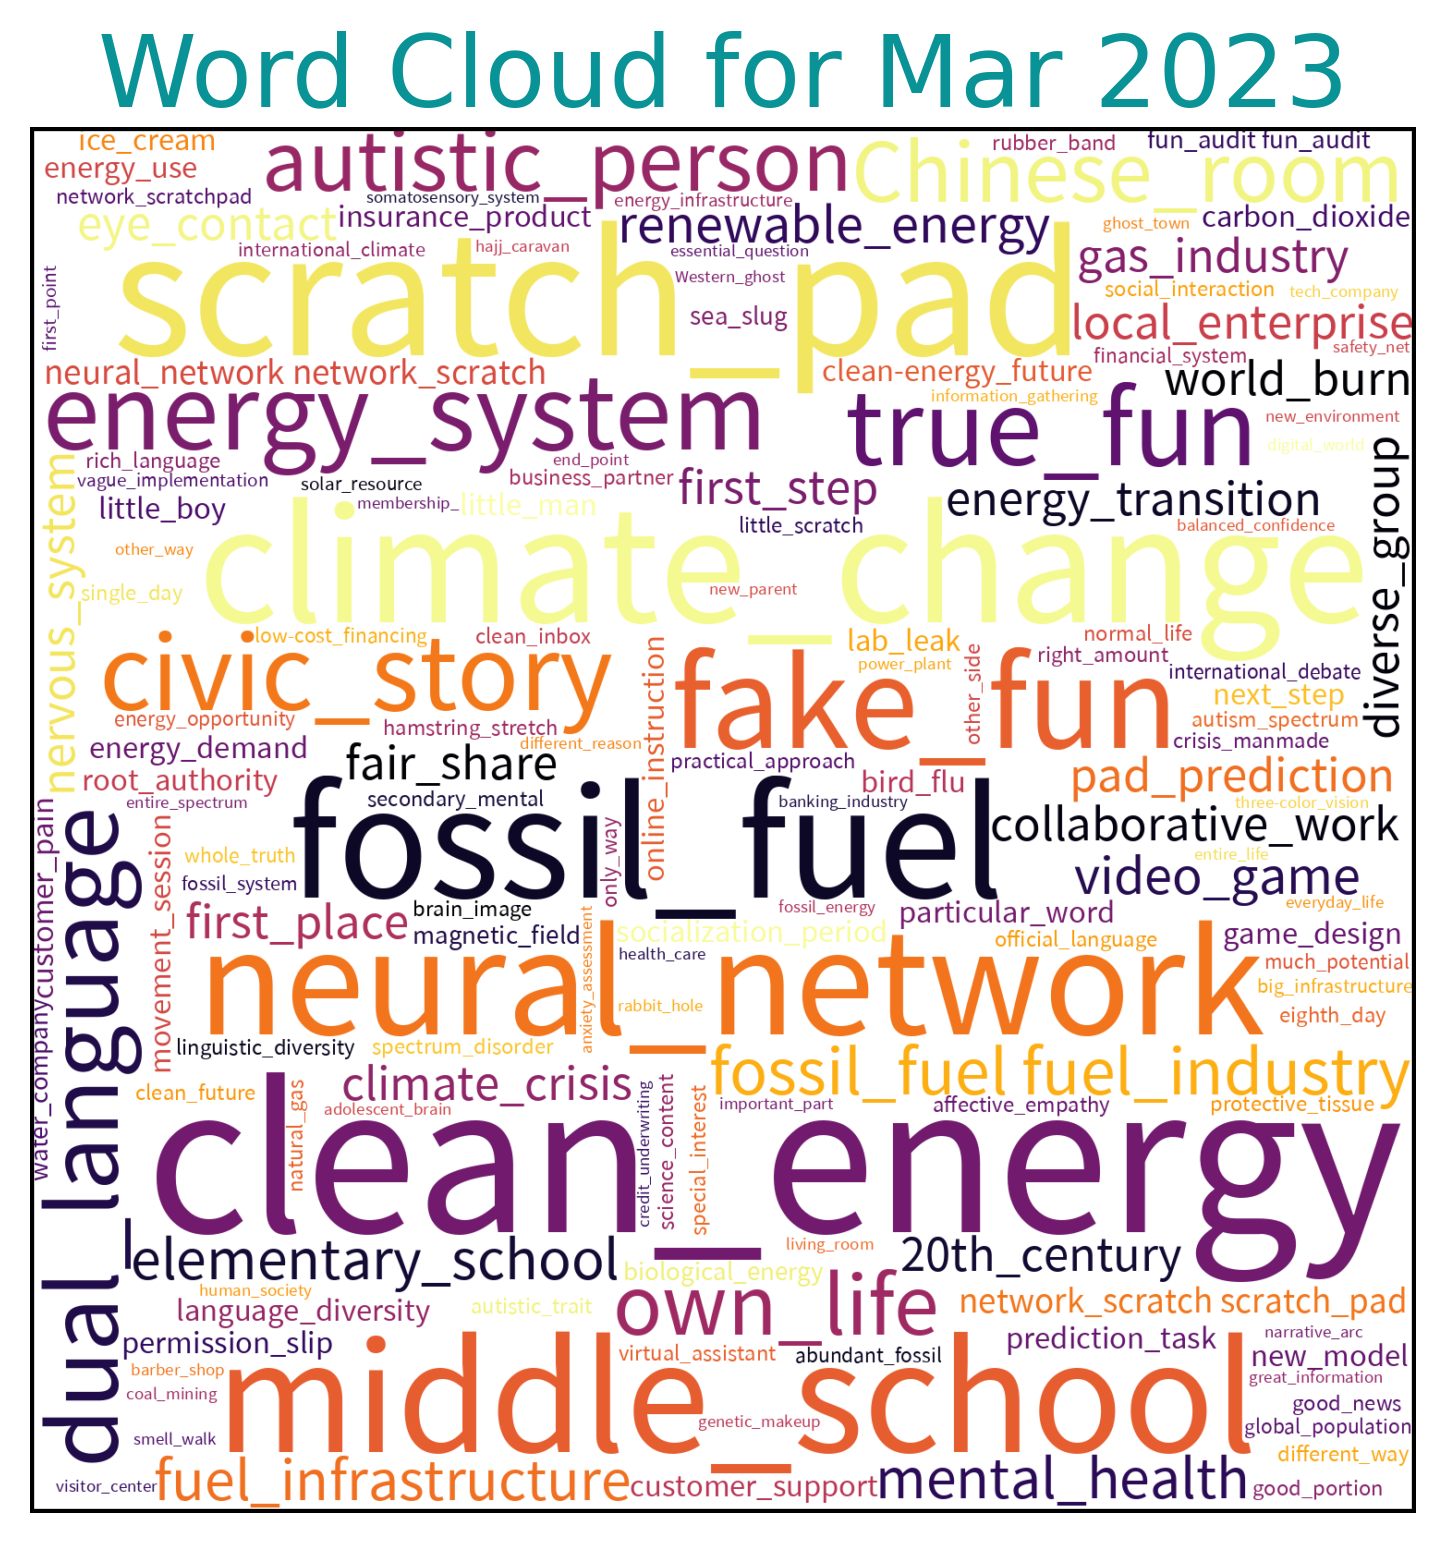 Word Cloud for Mar 2023
ice_cream
autistic_person
Chinese_room
rubber_band
fun_audit fun_audit
energy_use
network_scratchpad
somatosensory_system
energy_infrastructure
eye_contact
insurance_product
renewable_energy
ghost_town
carbon_dioxide
international_climate
hajj_caravan
essential_question
gas_industry
first_point
scratch_pad
Western_ghost
social_interaction
tech_company
sea_slug
local_enterprise
financial_system
safety_net
neural_network network_scratch
clean-energy_future
world_burn
energy_system
true_fun
information_gathering
new_environment
digital_world
rich_language
end_point
vague_implementation
solar_resource
business_partner
first_step
energy_transition
diverse_group
nervous_system
little_boy
membership_
little_man
little_scratch
balanced_confidence
other_way
climate_change
single_day
new_parent
low-cost_financing
clean_inbox
lab_leak
normal_life
civic_story
online_instruction
fake_fun
power_plant
other_side
right_amount
international_debate
next_step
energy_opportunity
hamstring_stretch
autism_spectrum
energy_demand
different_reason
crisis_manmade
fair_share
practical_approach
root_authority
bird_flu
pad_prediction
entire_spectrum
secondary_mental
banking_industry
three-color_vision
fossil_fuel
collaborative_work
water_company
customer_pain
dual_language
movement_session
whole_truth
only_way
entire_life
fossil_system
video_game
first_place
brain_image
fossil_energy
particular_word
everyday_life
magnetic_field
anxiety_assessment
socialization_period
official_language
game_design
neural_network
health_care
much_potential
rabbit_hole
big_infrastructure
eighth_day
linguistic_diversity
spectrum_disorder
fossil_fuel fuel_industry
clean_future
natural_gas
climate_crisis
credit_underwriting
science_content
special_interest
adolescent_brain
important_part
affective_empathy
protective_tissue
clean_energy
elementary_school
living_room
20th_century
biological_energy
human_society
language_diversity
autistic_trait
own_life
network_scratch scratch_pad
permission_slip
virtual_assistant
abundant_fossil
prediction_task
narrative_arc
barber_shop
middle_school
new_model
coal_mining
great_information
genetic_makeup
good_news
smell_walk
global_population
different_way
visitor_center
fuel_infrastructure
customer_support
mental_health
good_portion